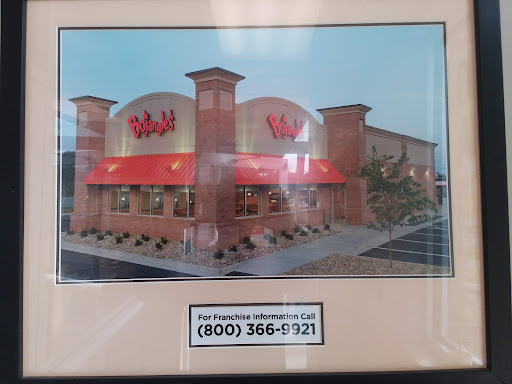 Bojangles'
Bojangles'
For Franchise Information Call
(800) 366-9921